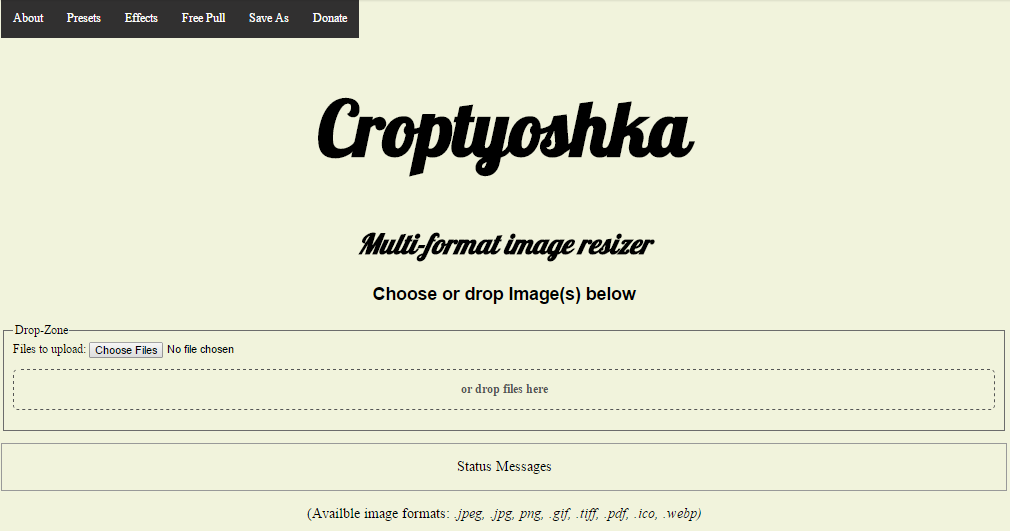 About Presets Effects Free Pull Save As Donate
Croptyoshka
Multi-format image resizer
Choose or drop Image(s) below
Drop-Zone
Files to upload: Choose Files No file chosen
or drop files here
Status Messages
(Availble image formats: .jpeg, .jpg, png, .gif, .tiff, .pdf, .ico, .webp)